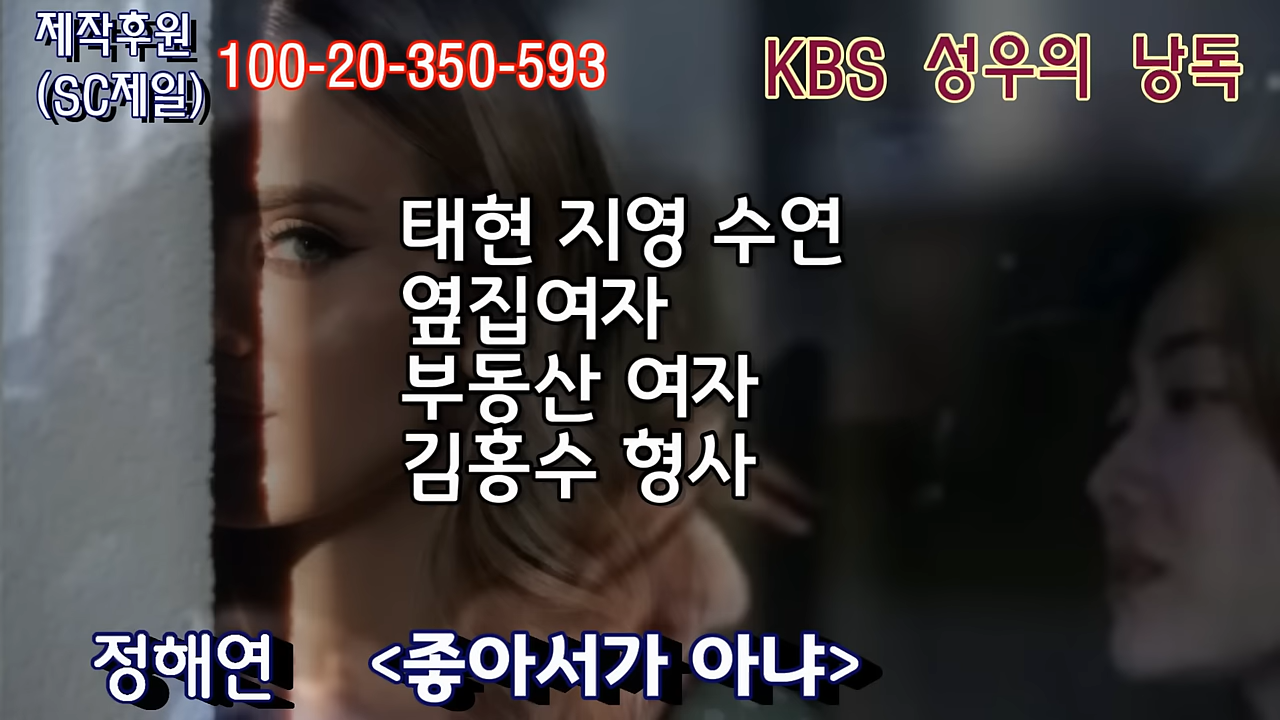 제작후원
(SC제일)
100-20-350-593
KBS 성우의 낭독
태현 지영 수연
옆집여자
부동산 여자
김홍수 형사
정해연 <좋아서가 아냐>